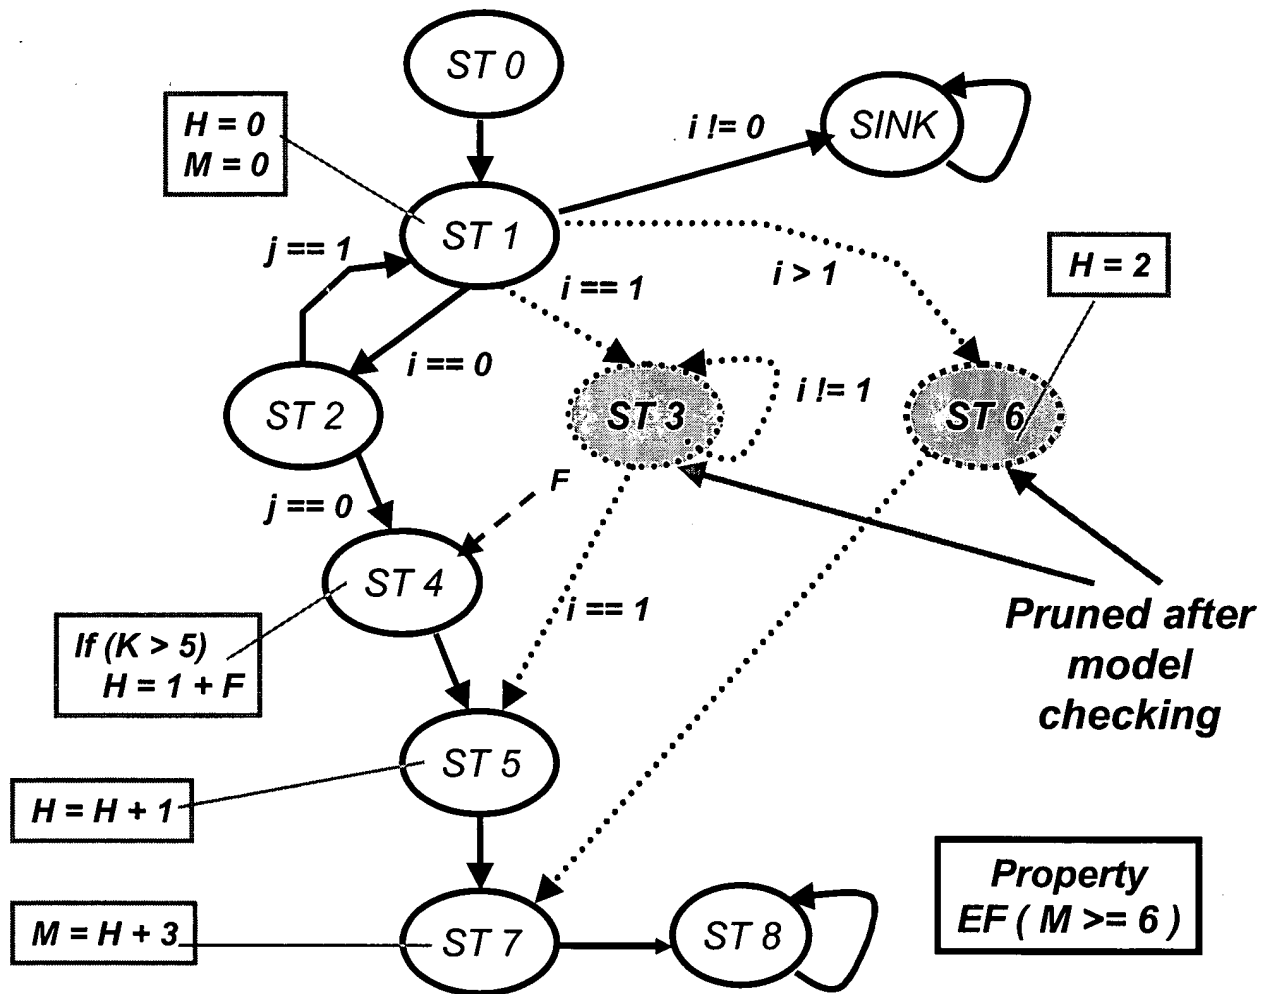 ST 0
H = 0
M = 0
i != 0
SINK
ST 1
j == 1
i == 1
i > 1
H = 2
i == 0
ST 2
ST 3
i != 1
ST 6
j == 0
F
ST 4
i == 1
If (K > 5)
H = 1 + F
Pruned after
model
checking
ST 5
H = H + 1
Property
EF ( M >= 6 )
M = H + 3
ST 7
ST 8